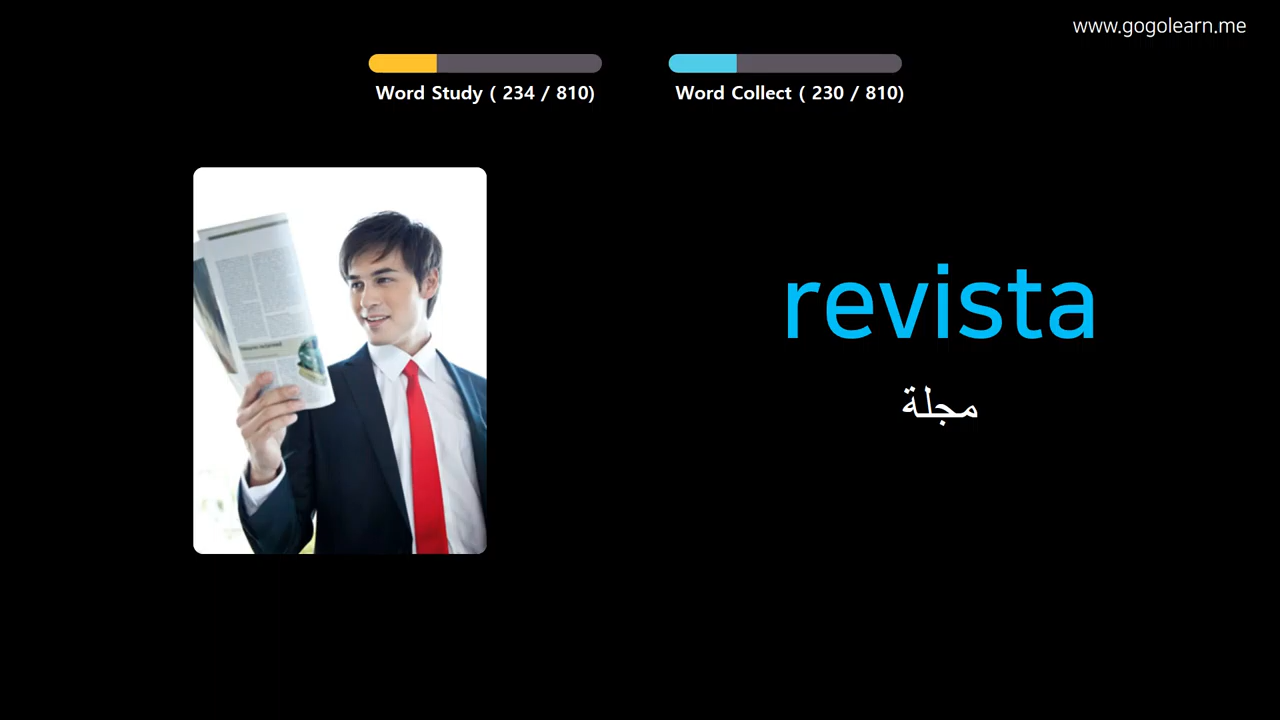 www.gogolearn.me
Word Study ( 234 / 810)
Word Collect ( 230 / 810)
revista
مجلة